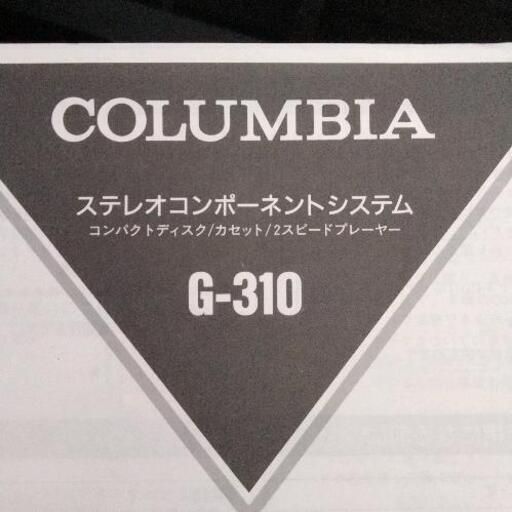 COLUMBIA
ステレオコンポーネントシステム
コンパクトディスク/カセット/2スピードプレーヤー
G-310